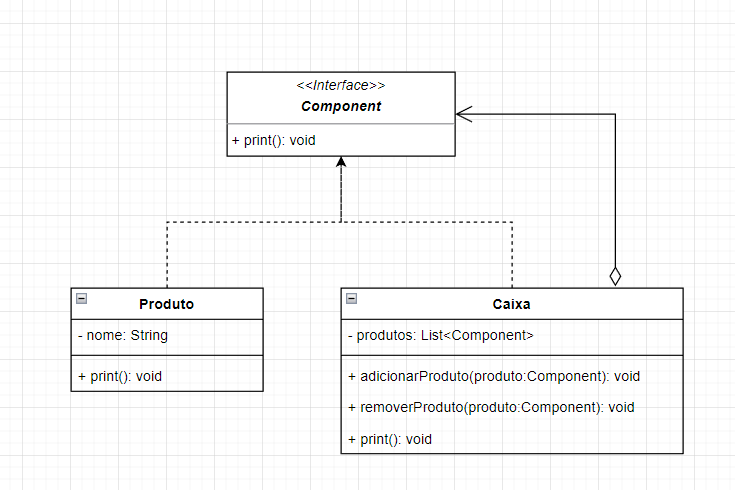 <<Interface>>
Component
+ print(): void
Produto
- nome: String
+ print(): void
Caixa
- produtos: List<Component>
+ adicionarProduto(produto:Component): void
+ removerProduto(produto:Component): void
+ print(): void